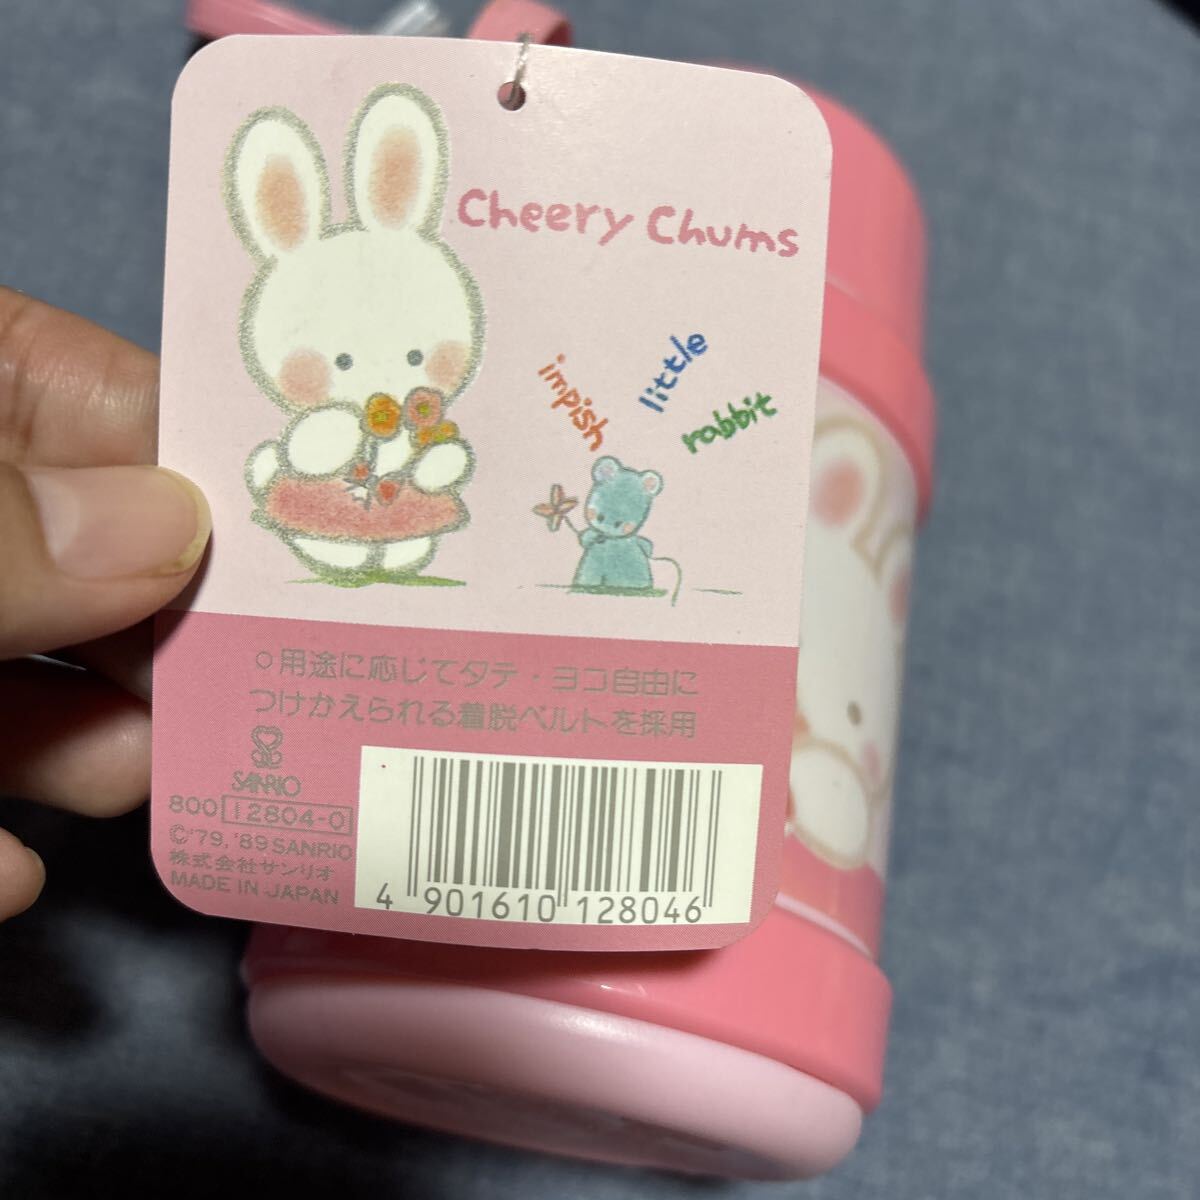 Cheery Chums
impish
little
rabbit
○用途に応じてタテ・ヨコ自由に
つけかえられる着脱ベルトを採用
SANRIO
800 12804-0
©'79,'89 SANRIO
株式会社サンリオ
MADE IN JAPAN
4 901610 128046